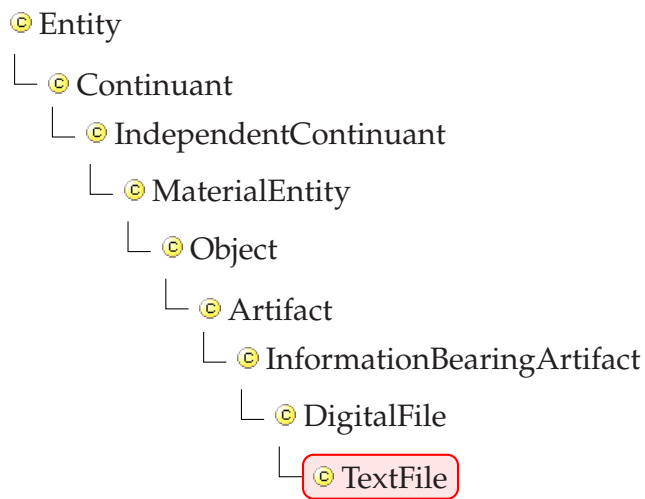 Entity
Continuant
IndependentContinuant
MaterialEntity
Object
Artifact
InformationBearingArtifact
DigitalFile
TextFile